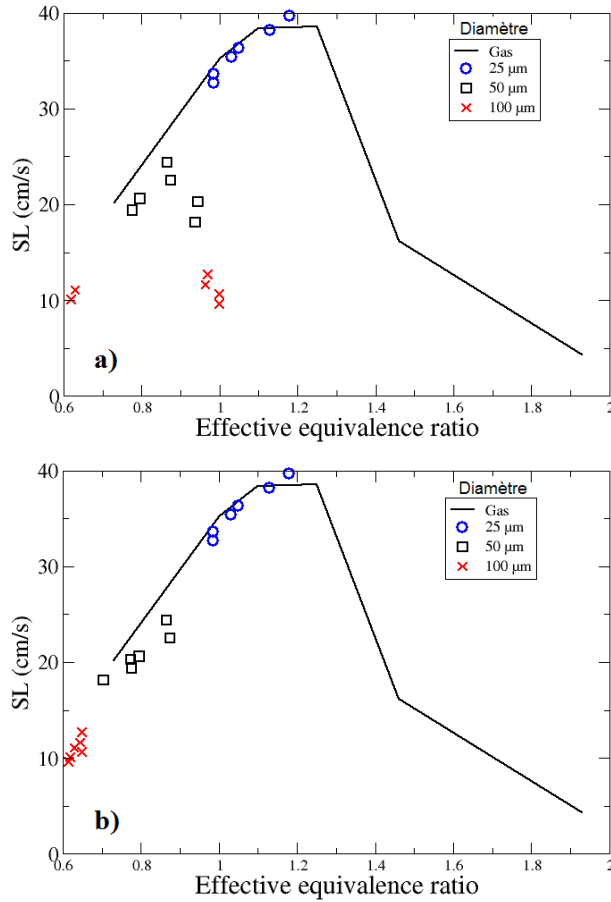 40
30
20
10
0
SL (cm/s)
Diamètre
Gas
25 µm
50 µm
100 µm
a)
0.6 0.8 1 1.2 1.4 1.6 1.8 2
Effective equivalence ratio
40
30
20
10
0
SL (cm/s)
Diamètre
Gas
25 µm
50 µm
100 µm
b)
0.6 0.8 1 1.2 1.4 1.6 1.8 2
Effective equivalence ratio